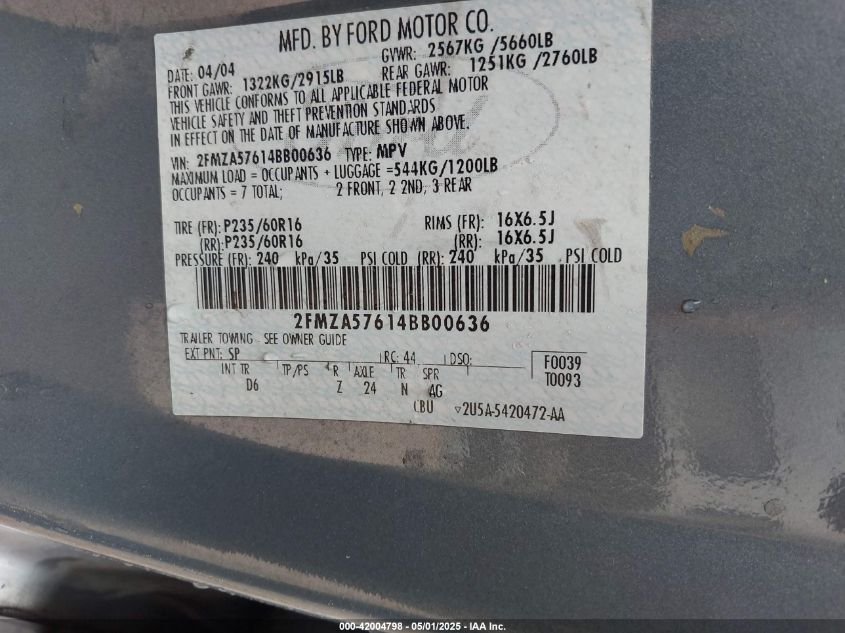 MFD. BY FORD MOTOR CO.
DATE: 04/04 GVWR: 2567KG /5660LB
FRONT GAWR: 1322KG/2915LB REAR GAWR: 1251KG /2760LB
THIS VEHICLE CONFORMS TO ALL APPLICABLE FEDERAL MOTOR
VEHICLE SAFETY AND THEFT PREVENTION STANDARDS
IN EFFECT ON THE DATE OF MANUFACTURE SHOWN ABOVE.
VIN: 2FMZA57614BB00636 TYPE: MPV
MAXIMUM LOAD = OCCUPANTS + LUGGAGE =544KG/1200LB
OCCUPANTS = 7 TOTAL; 2 FRONT, 2 2ND, 3 REAR
TIRE (FR): P235/60R16 RIMS (FR): 16X6.5J
(RR): P235/60R16 (RR): 16X6.5J
PRESSURE (FR): 240 kPa/35 PSI COLD (RR): 240 kPa/35 PSI COLD
2FMZA57614BB00636
TRAILER TOWING - SEE OWNER GUIDE
EXT PNT: SP RC: 44 DSO: F0039
INT TR TP/PS R AXLE TR SPR T0093
D6 Z 24 N AG
CBU 2U5A-5420472-AA
000-42004798 - 05/01/2025 - IAA Inc.